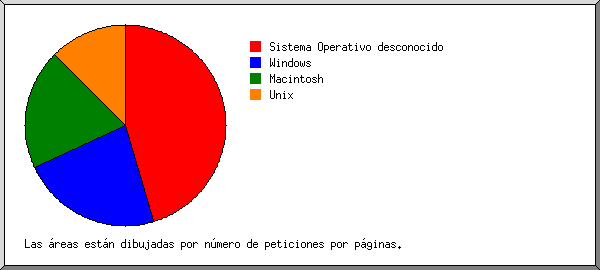 Sistema Operativo desconocido
Windows
Macintosh
Unix
Las áreas están dibujadas por número de peticiones por páginas.